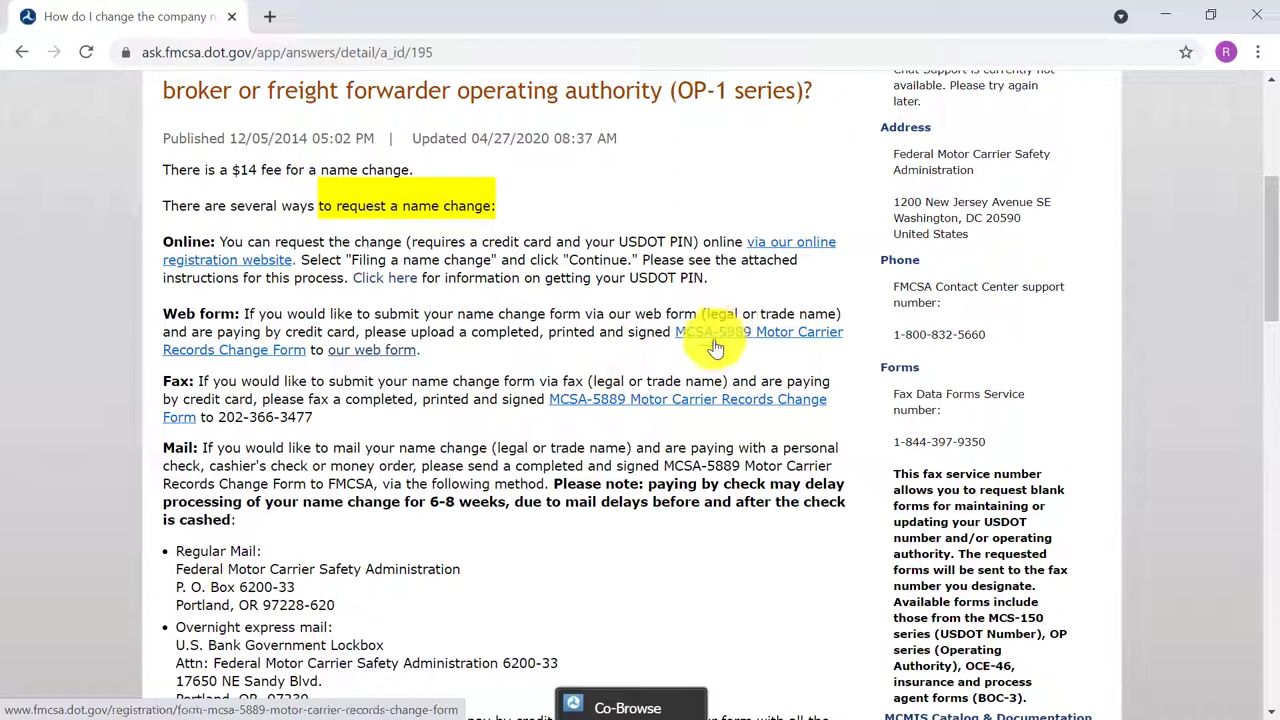 How do I change the company n
ask.fmcsa.dot.gov/app/answers/detail/a_id/195
R
broker or freight forwarder operating authority (OP-1 series)?
Published 12/05/2014 05:02 PM | Updated 04/27/2020 08:37 AM
There is a $14 fee for a name change.
There are several ways to request a name change:
Online: You can request the change (requires a credit card and your USDOT PIN) online via our online
registration website. Select "Filing a name change" and click "Continue." Please see the attached
instructions for this process. Click here for information on getting your USDOT PIN.
Web form: If you would like to submit your name change form via our web form (legal or trade name)
and are paying by credit card, please upload a completed, printed and signed MCSA-5889 Motor Carrier
Records Change Form to our web form.
Fax: If you would like to submit your name change form via fax (legal or trade name) and are paying
by credit card, please fax a completed, printed and signed MCSA-5889 Motor Carrier Records Change
Form to 202-366-3477
Mail: If you would like to mail your name change (legal or trade name) and are paying with a personal
check, cashier's check or money order, please send a completed and signed MCSA-5889 Motor Carrier
Records Change Form to FMCSA, via the following method. Please note: paying by check may delay
processing of your name change for 6-8 weeks, due to mail delays before and after the check
is cashed:
• Regular Mail:
Federal Motor Carrier Safety Administration
P. O. Box 6200-33
Portland, OR 97228-620
• Overnight express mail:
U.S. Bank Government Lockbox
Attn: Federal Motor Carrier Safety Administration 6200-33
17650 NE Sandy Blvd.
Portland, OR 97230
Chat Support is currently not
available. Please try again
later.
Address
Federal Motor Carrier Safety
Administration
1200 New Jersey Avenue SE
Washington, DC 20590
United States
Phone
FMCSA Contact Center support
number:
1-800-832-5660
Forms
Fax Data Forms Service
number:
1-844-397-9350
This fax service number
allows you to request blank
forms for maintaining or
updating your USDOT
number and/or operating
authority. The requested
forms will be sent to the fax
number you designate.
Available forms include
those from the MCS-150
series (USDOT Number), OP
series (Operating
Authority), OCE-46,
insurance and process
agent forms (BOC-3).
MCMIS Catalog & Documentation
www.fmcsa.dot.gov/registration/form-mcsa-5889-motor-carrier-records-change-form
Co-Browse